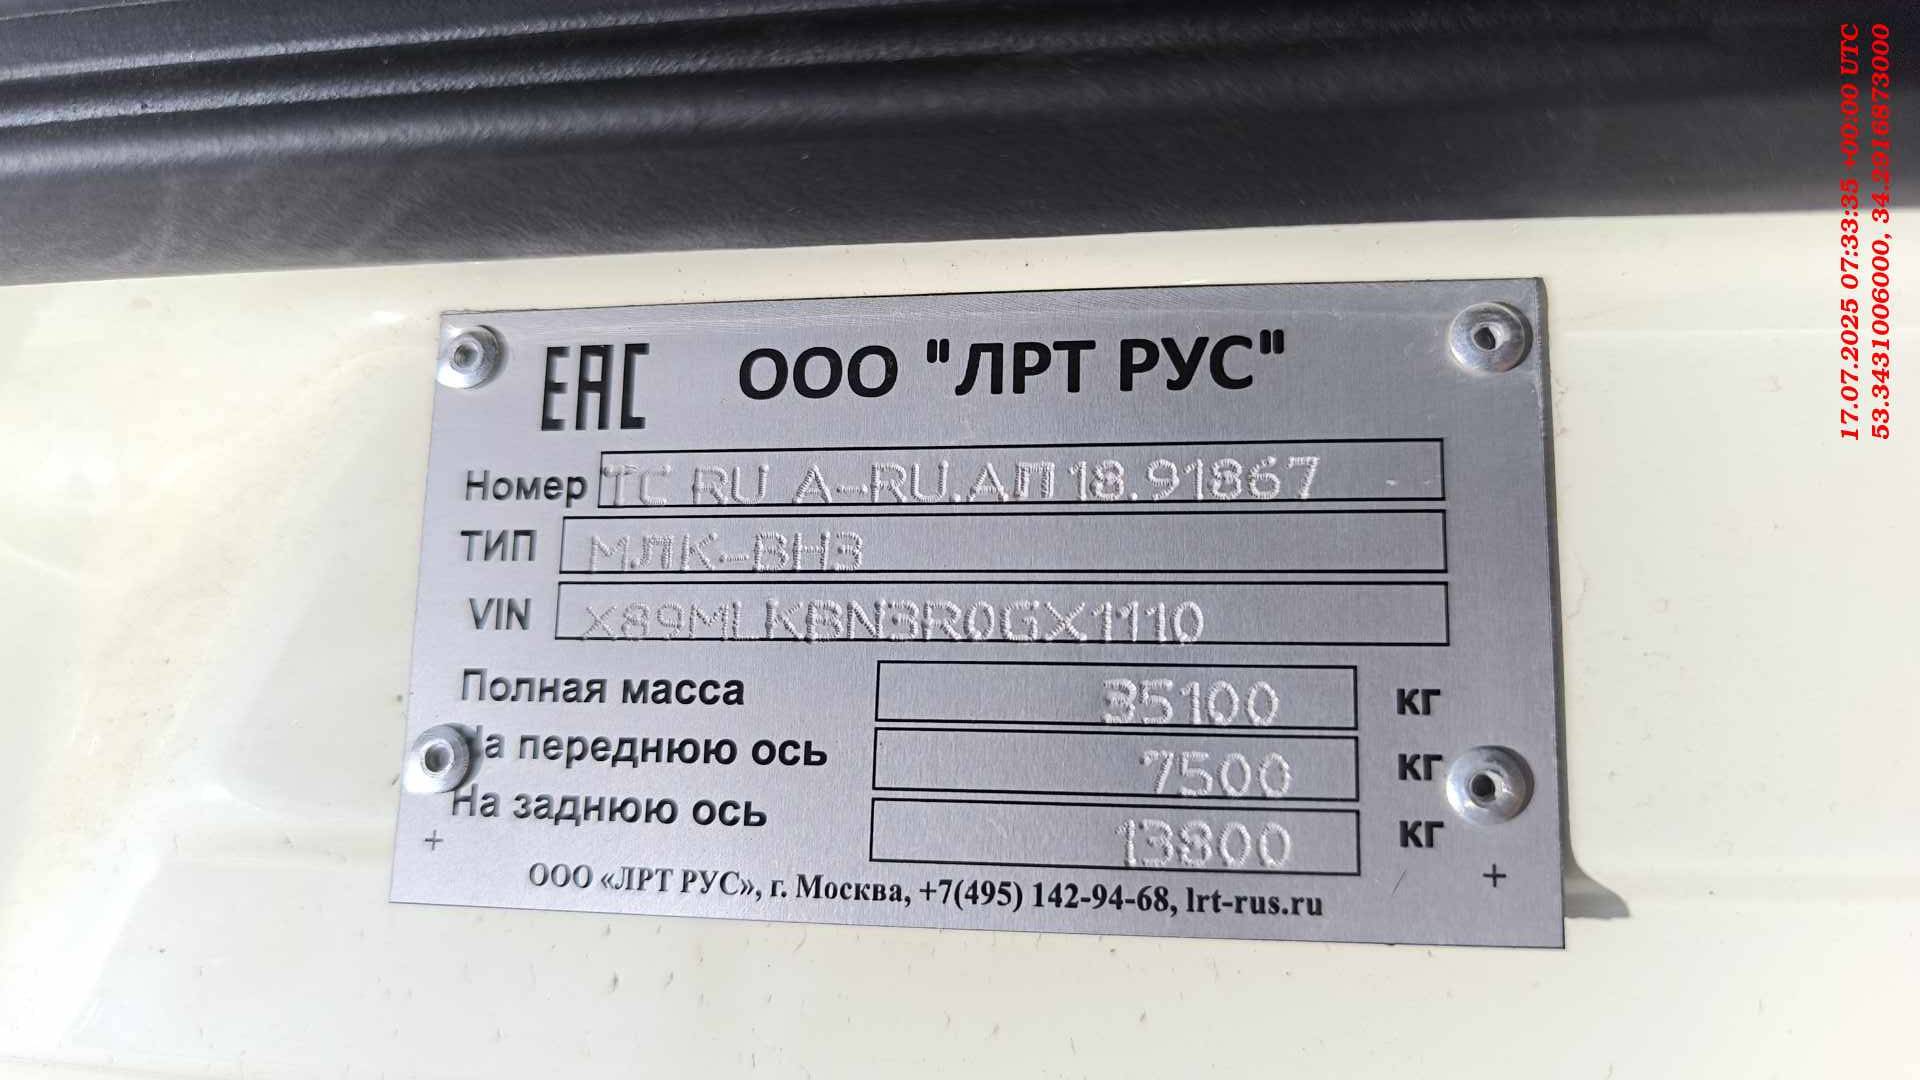 EAC ООО "ЛРТ РУС"
Номер ТС RU A-RU.АП18.91867
ТИП МЛК-ВН3
VIN X89MLKBN3R0GX1110
Полная масса 35100 кг
На переднюю ось 7500 кг
На заднюю ось 13800 кг
ООО «ЛРТ РУС», г. Москва, +7(495) 142-94-68, lrt-rus.ru
17.07.2025 07:33:35 +00:00 UTC
53.3431006000, 34.2916873000